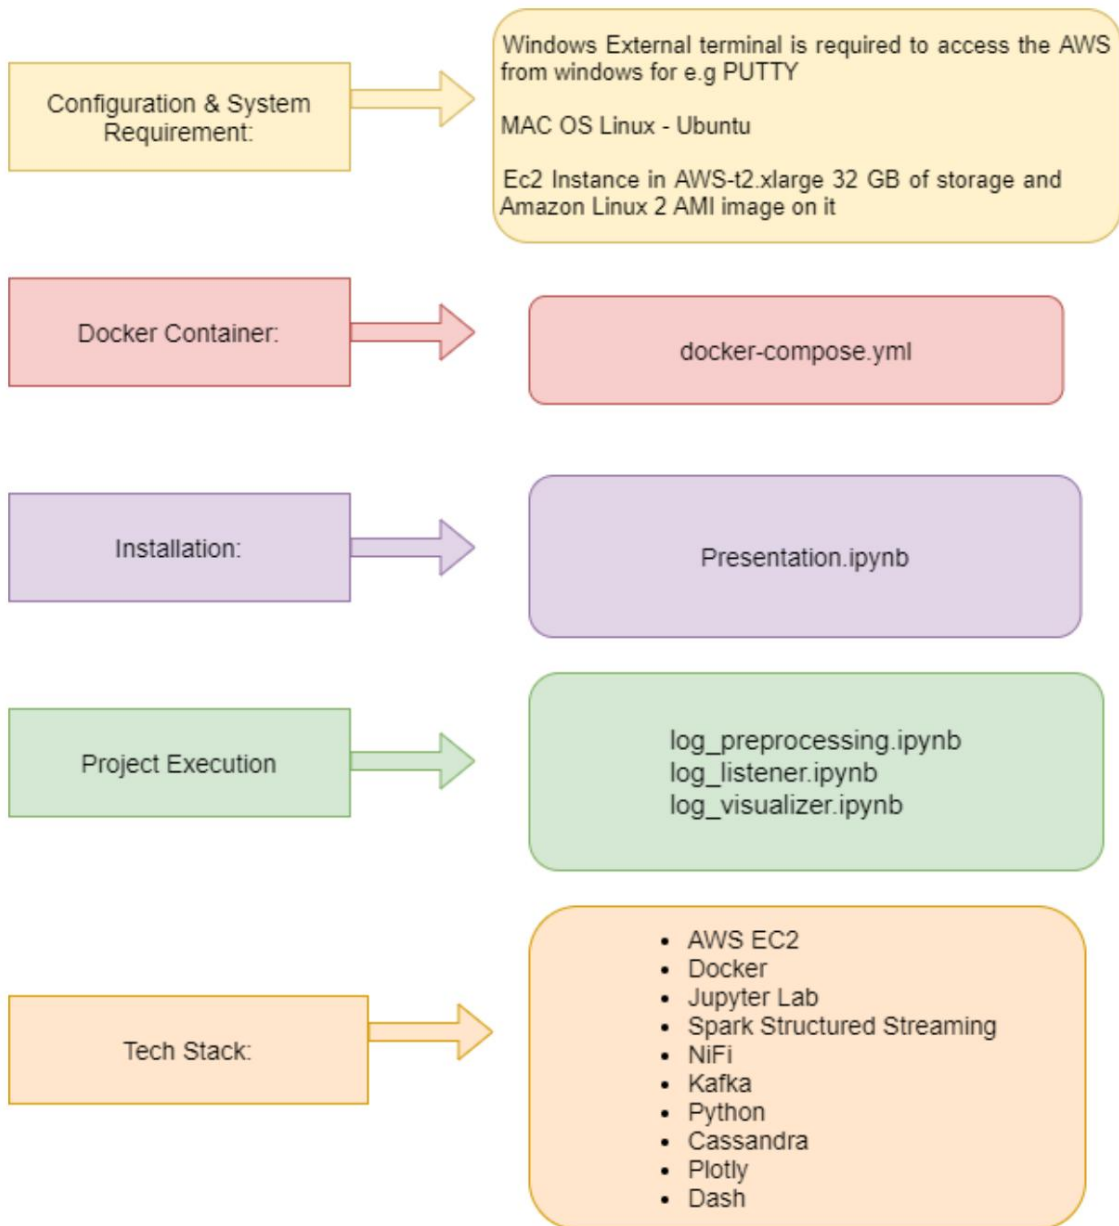 Configuration & System
Requirement:
Windows External terminal is required to access the AWS
from windows for e.g PUTTY
MAC OS Linux - Ubuntu
Ec2 Instance in AWS-t2.xlarge 32 GB of storage and
Amazon Linux 2 AMI image on it
Docker Container:
docker-compose.yml
Installation:
Presentation.ipynb
Project Execution
log_preprocessing.ipynb
log_listener.ipynb
log_visualizer.ipynb
Tech Stack:
• AWS EC2
• Docker
• Jupyter Lab
• Spark Structured Streaming
• NiFi
• Kafka
• Python
• Cassandra
• Plotly
• Dash